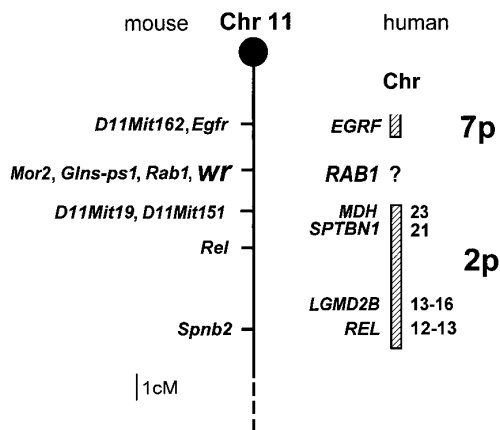 mouse Chr 11 human
Chr
D11Mit162, Egfr EGRF 7p
Mor2, Glns-ps1, Rab1, wr RAB1 ?
D11Mit19, D11Mit151 MDH 23
SPTBN1 21
Rel
2p
LGMD2B 13-16
Spnb2 REL 12-13
1cM